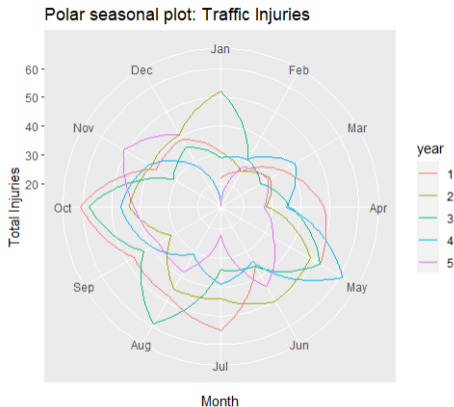 Polar seasonal plot: Traffic Injuries
Jan
Feb
Mar
Apr
May
Jun
Jul
Aug
Sep
Oct
Nov
Dec
60
50
40
30
20
Total Injuries
Month
year
1
2
3
4
5